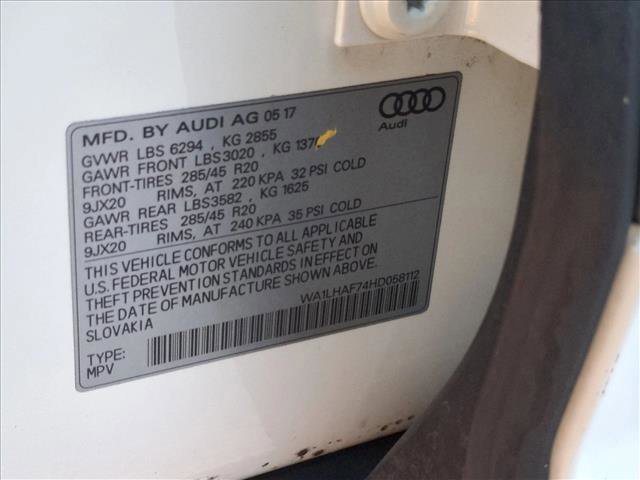 MFD. BY AUDI AG 05 17
Audi
GVWR LBS 6294 , KG 2855
GAWR FRONT LBS3020 , KG 137
FRONT-TIRES 285/45 R20
9JX20 RIMS, AT 220 KPA 32 PSI COLD
GAWR REAR LBS3582 , KG 1625
REAR-TIRES 285/45 R20
9JX20 RIMS, AT 240 KPA 35 PSI COLD
THIS VEHICLE CONFORMS TO ALL APPLICABLE
U.S. FEDERAL MOTOR VEHICLE SAFETY AND
THEFT PREVENTION STANDARDS IN EFFECT ON
THE DATE OF MANUFACTURE SHOWN ABOVE.
SLOVAKIA
WA1LHAF74HD058112
TYPE:
MPV